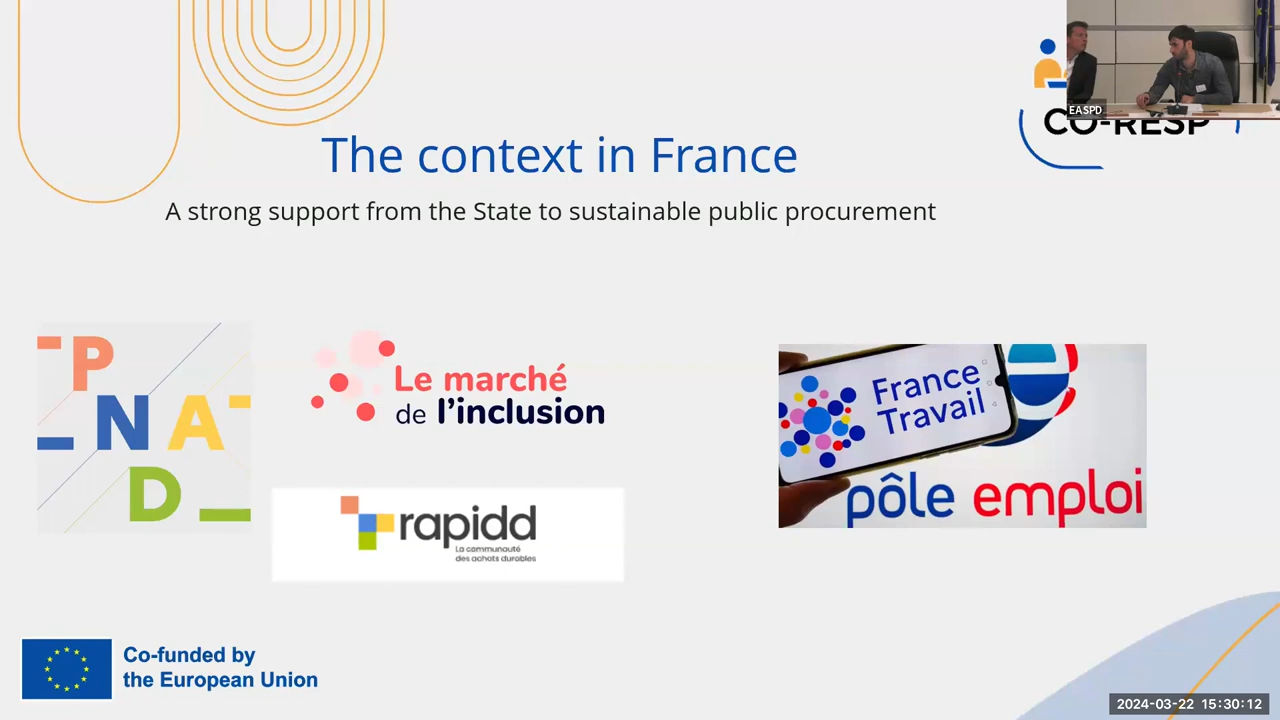 EASPD
CO-RESP
The context in France
A strong support from the State to sustainable public procurement
P
NA
D
Le marché
de l'inclusion
rapidd
La communauté
des achats durables
France
Travail
pôle emploi
Co-funded by
the European Union
2024-03-22 15:30:12